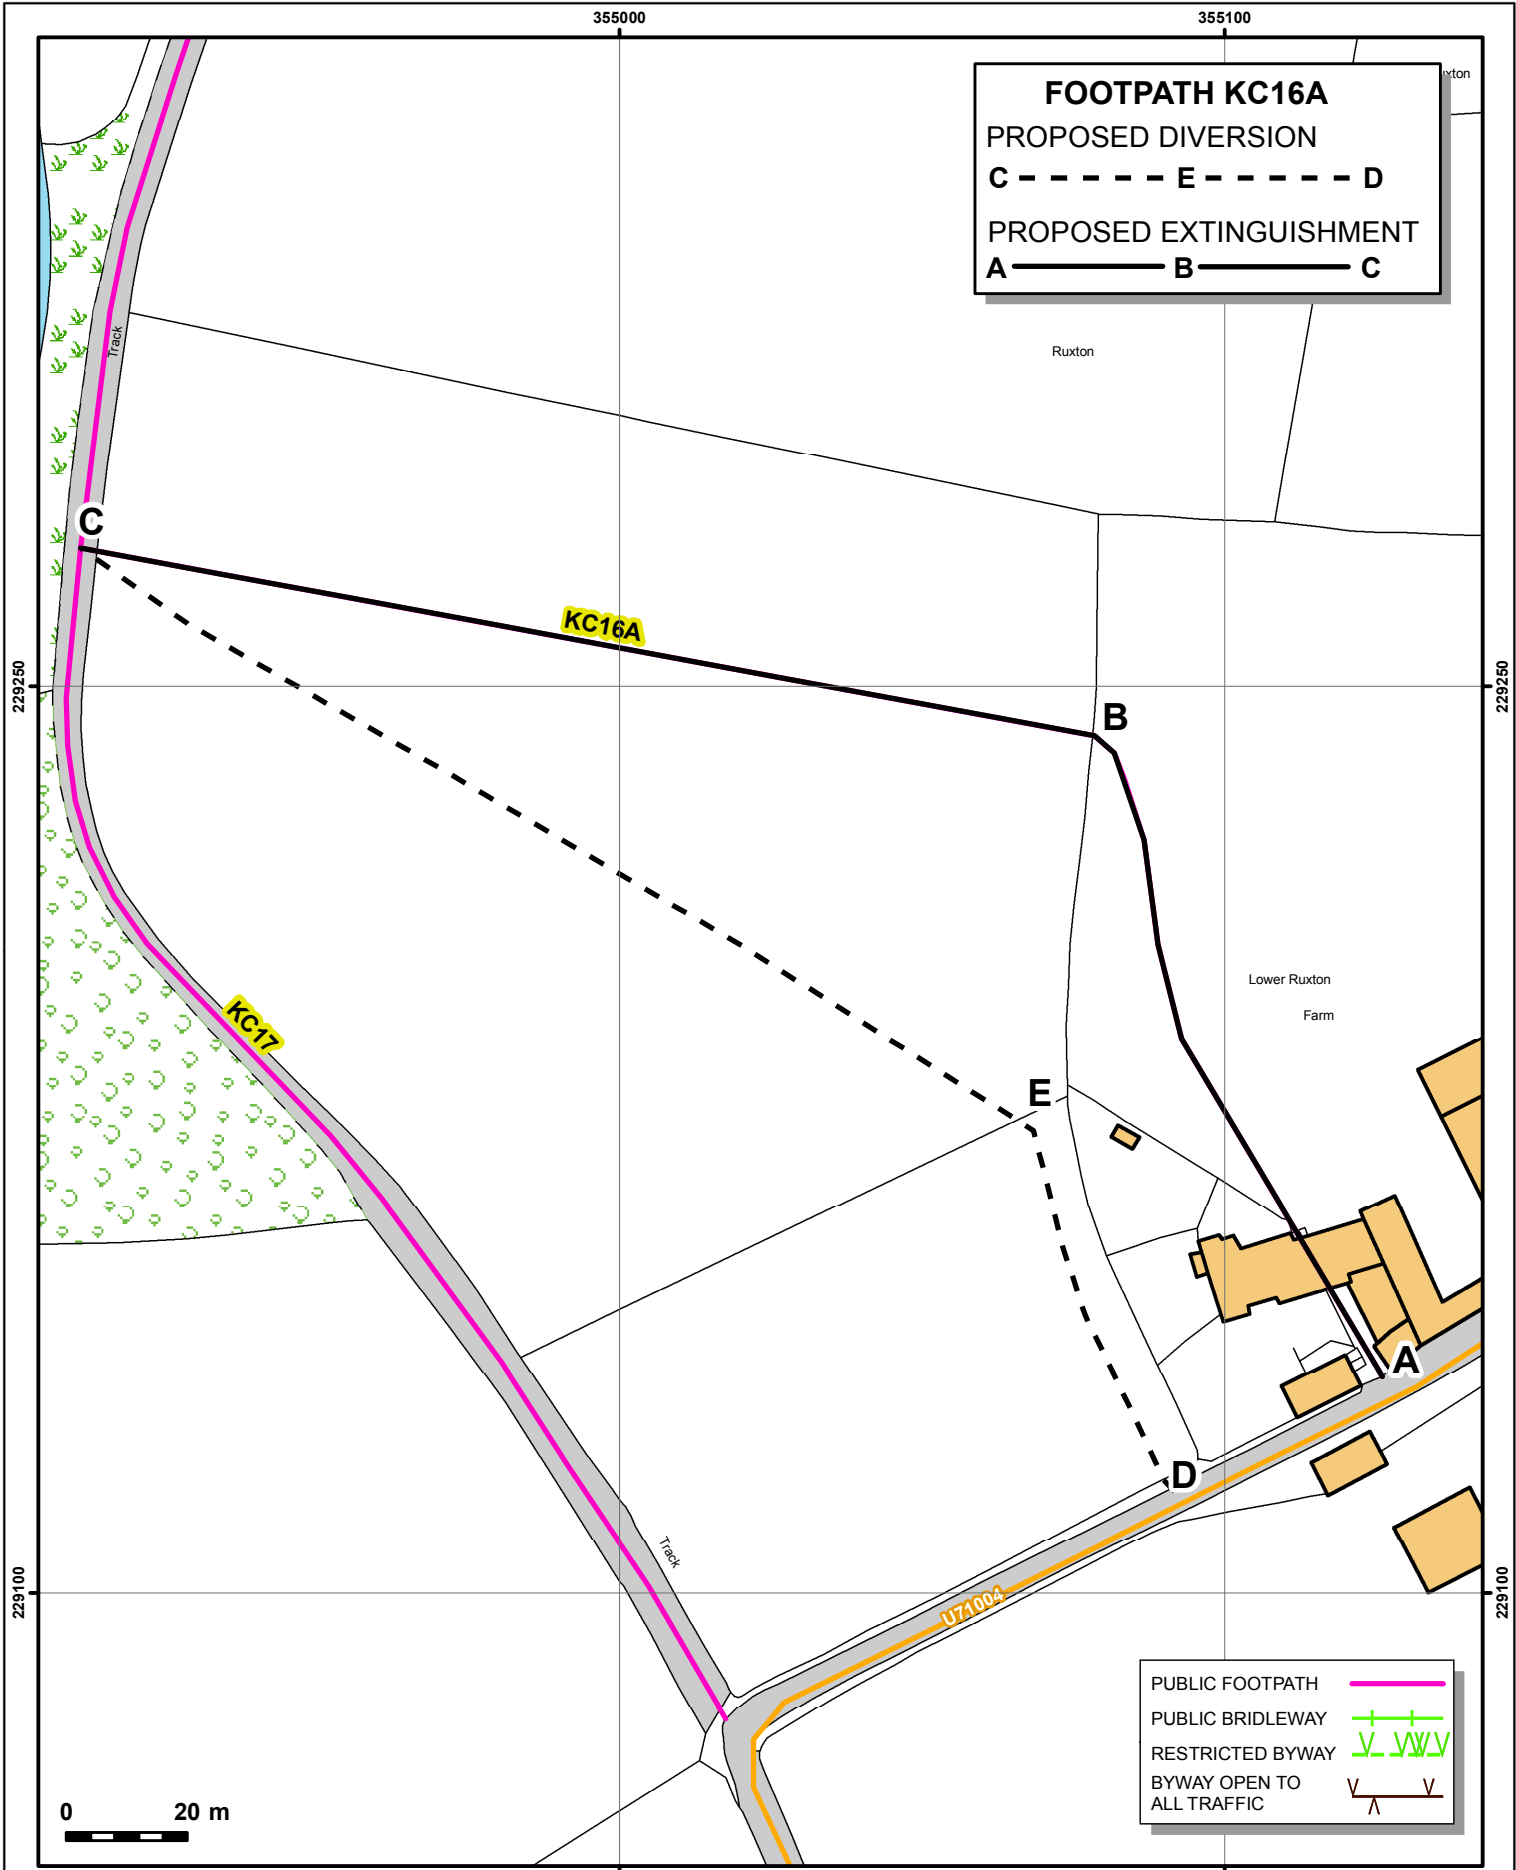 355000
355100
uxton
FOOTPATH KC16A
PROPOSED DIVERSION
C E D
PROPOSED EXTINGUISHMENT
A B C
Track
Ruxton
C
KC16A
229250
229250
B
Lower Ruxton
Farm
KC17
E
A
D
Track
U71004
229100
229100
PUBLIC FOOTPATH
PUBLIC BRIDLEWAY
RESTRICTED BYWAY
BYWAY OPEN TO
ALL TRAFFIC
0 20 m